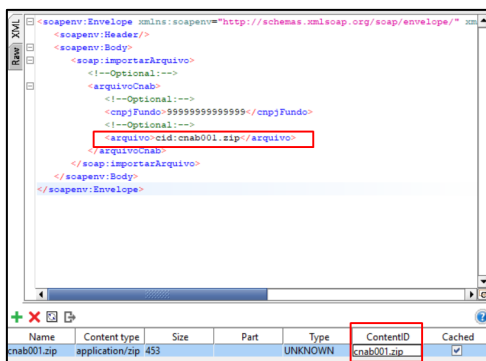 XML
Raw
<soapenv:Envelope xmlns:soapenv="http://schemas.xmlsoap.org/soap/envelope/" xm
<soapenv:Header/>
<soapenv:Body>
<soap:importarArquivo>
<!--Optional:-->
<arquivoCnab>
<!--Optional:-->
<cnpjFundo>99999999999999</cnpjFundo>
<!--Optional:-->
<arquivo>cid:cnab001.zip</arquivo>
</arquivoCnab>
</soap:importarArquivo>
</soapenv:Body>
</soapenv:Envelope>
Name Content type Size Part Type ContentID Cached
cnab001.zip application/zip 453 UNKNOWN cnab001.zip